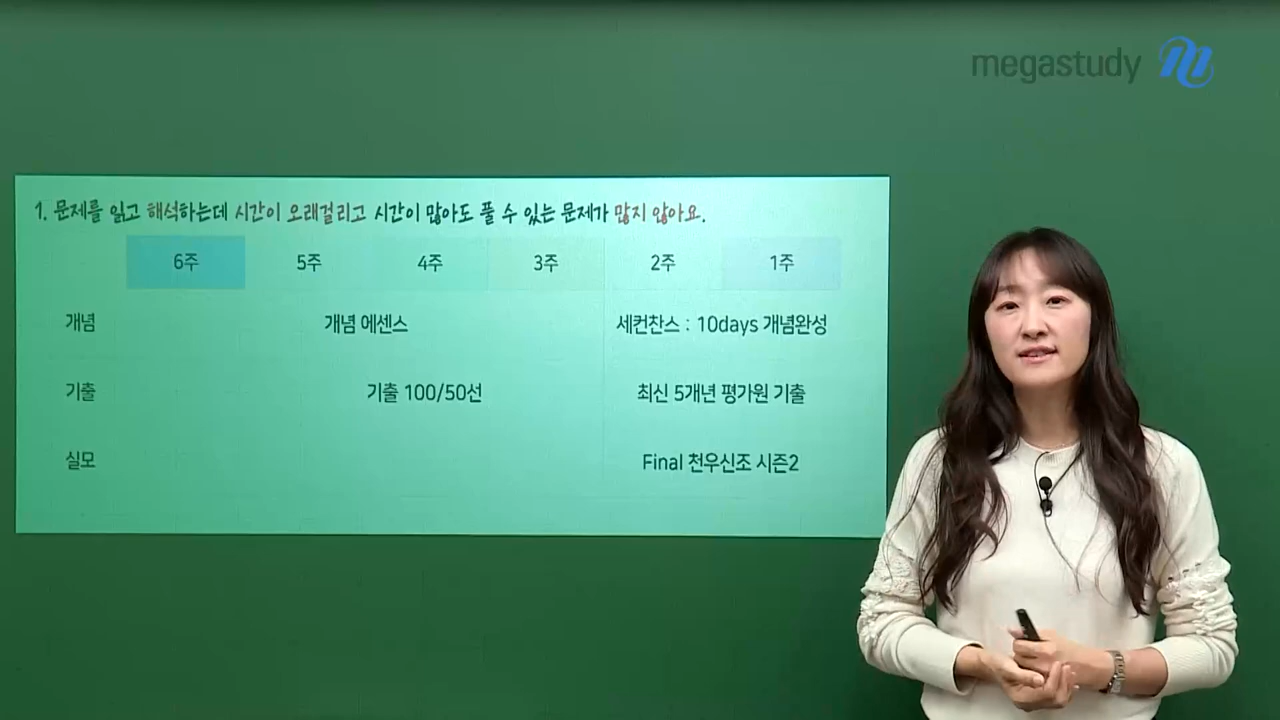 megastudy
1. 문제를 읽고 해석하는데 시간이 오래걸리고 시간이 많아도 풀 수 있는 문제가 많지 않아요.
6주 5주 4주 3주 2주 1주
개념 개념 에센스 세컨찬스 : 10days 개념완성
기출 기출 100/50선 최신 5개년 평가원 기출
실모 Final 천우신조 시즌2